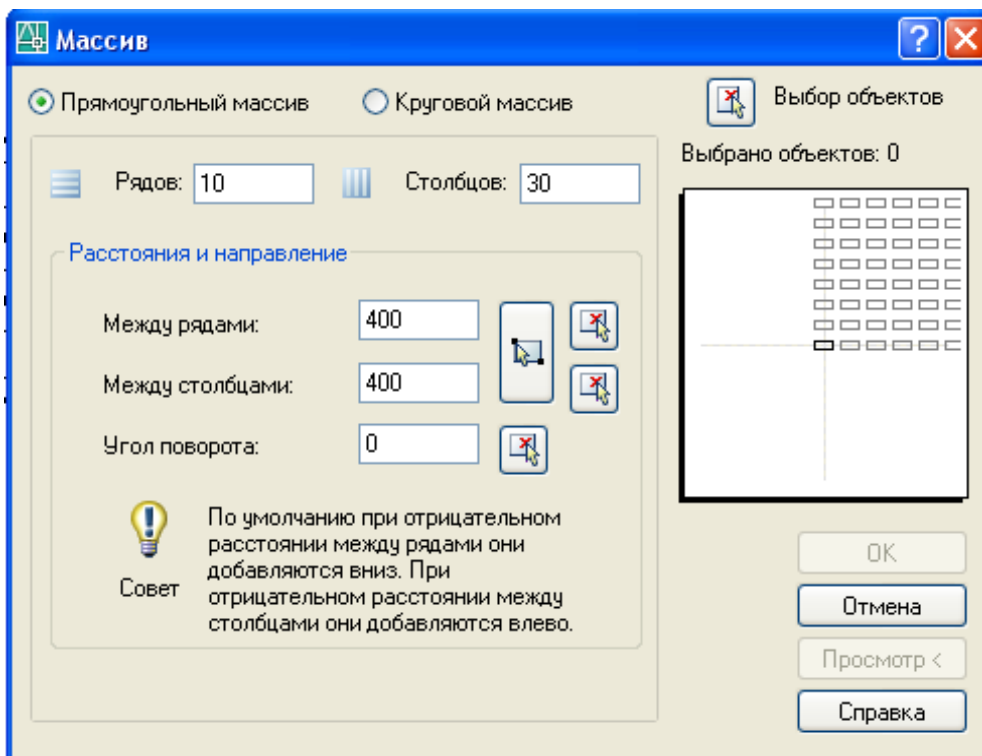 Массив
Прямоугольный массив
Круговой массив
Выбор объектов
Выбрано объектов: 0
Рядов: 10
Столбцов: 30
Расстояния и направление
Между рядами: 400
Между столбцами: 400
Угол поворота: 0
Совет
По умолчанию при отрицательном
расстоянии между рядами они
добавляются вниз. При
отрицательном расстоянии между
столбцами они добавляются влево.
OK
Отмена
Просмотр <
Справка